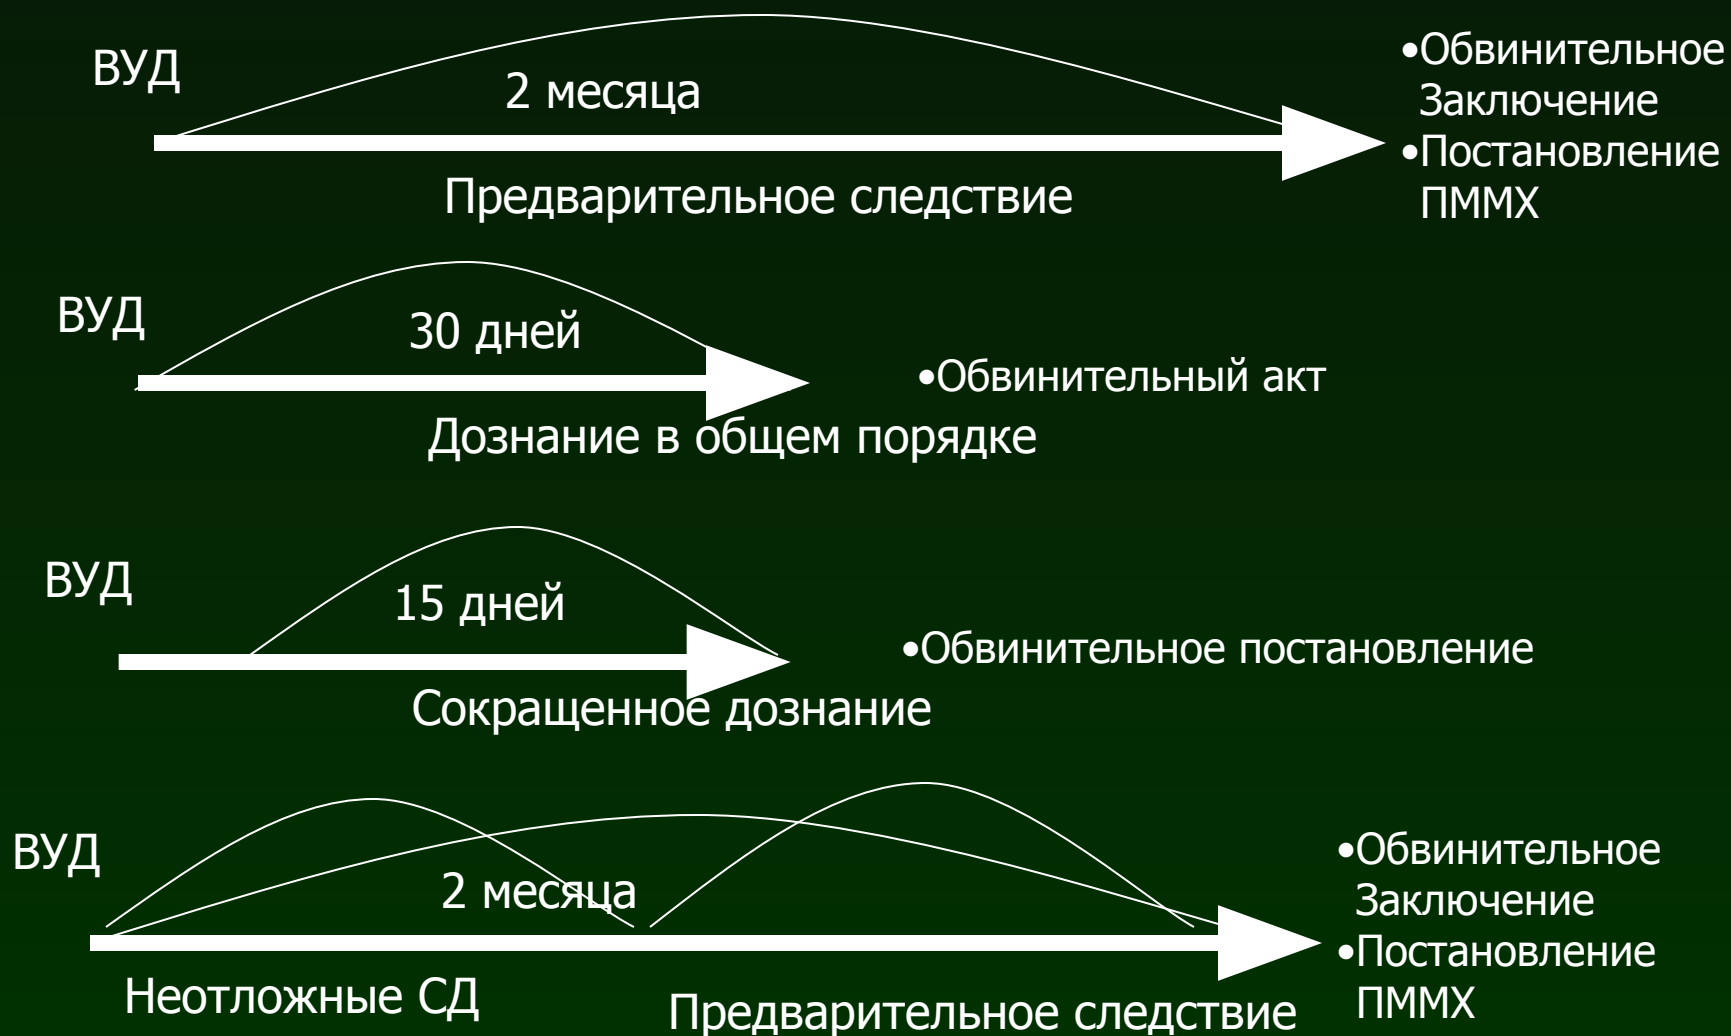 ВУД
2 месяца
Предварительное следствие
•Обвинительное
Заключение
•Постановление
ПММХ
ВУД
30 дней
Дознание в общем порядке
•Обвинительный акт
ВУД
15 дней
Сокращенное дознание
•Обвинительное постановление
ВУД
2 месяца
Неотложные СД
Предварительное следствие
•Обвинительное
Заключение
•Постановление
ПММХ